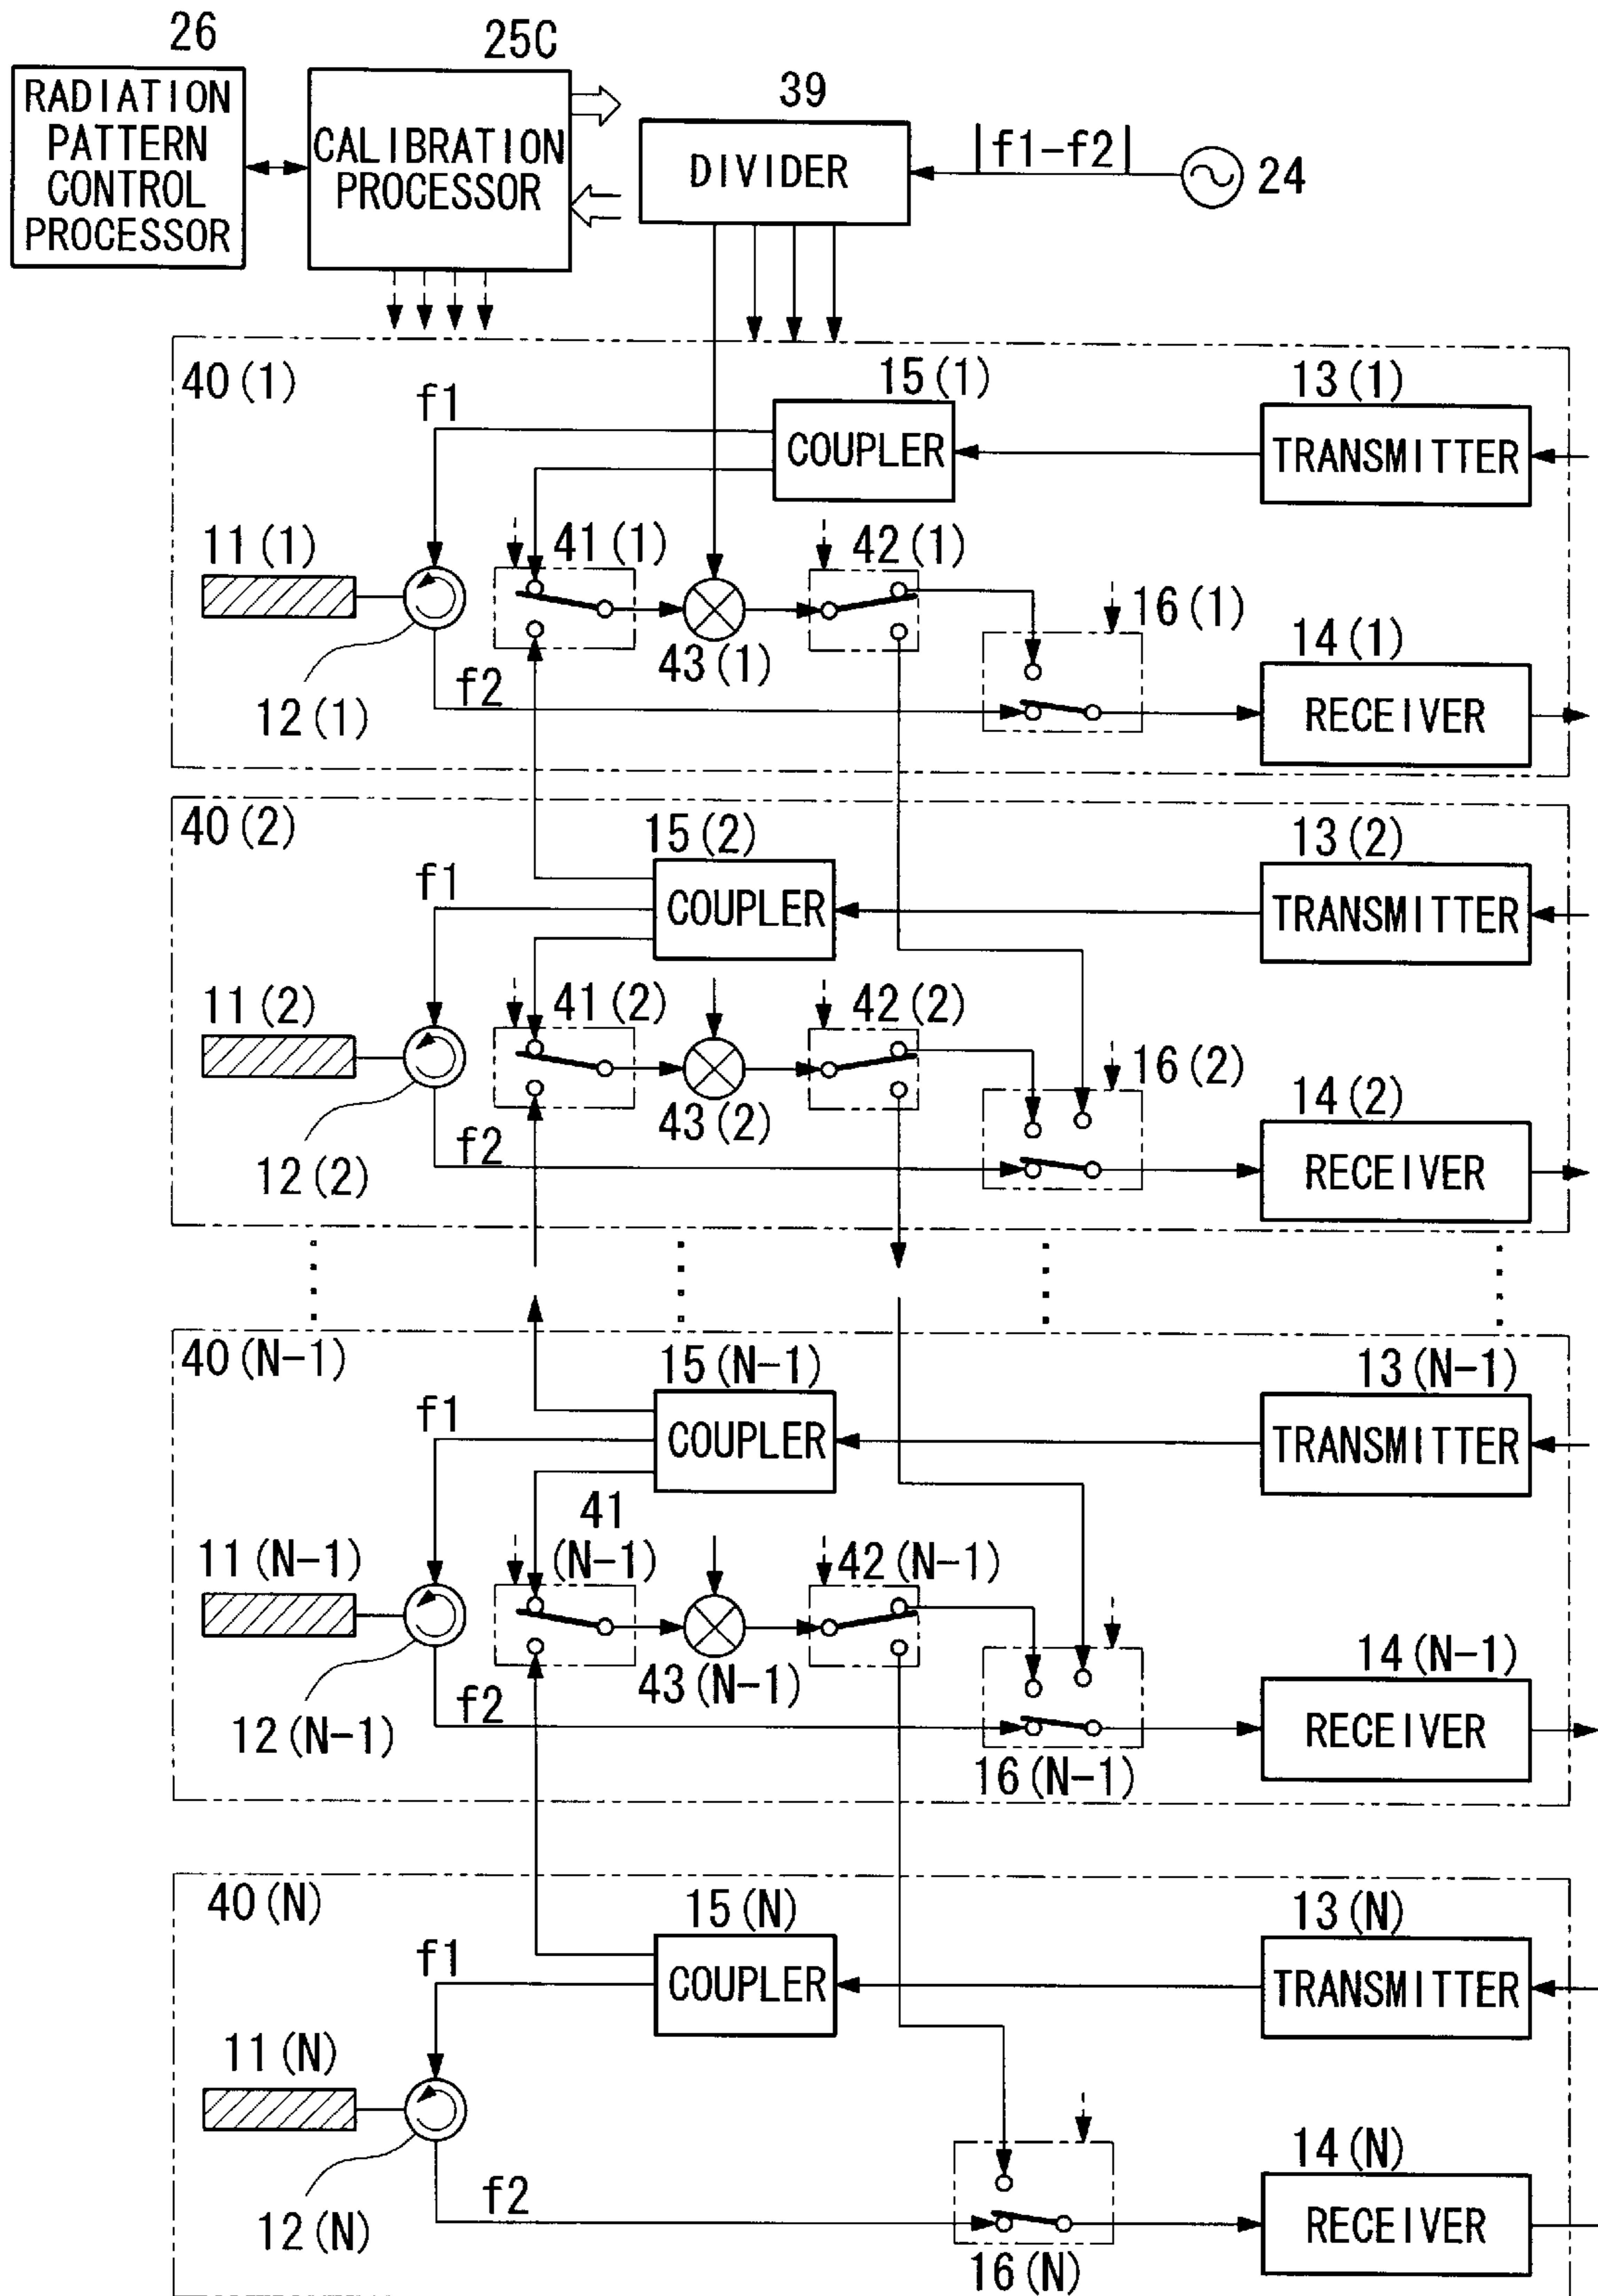 26
25C
39
RADIATION
PATTERN
CONTROL
PROCESSOR
CALIBRATION
PROCESSOR
DIVIDER
|f1-f2|
24
40(1)
f1
15(1)
COUPLER
13(1)
TRANSMITTER
11(1)
41(1)
42(1)
16(1)
43(1)
14(1)
RECEIVER
f2
12(1)
40(2)
f1
15(2)
COUPLER
13(2)
TRANSMITTER
11(2)
41(2)
42(2)
16(2)
43(2)
14(2)
RECEIVER
f2
12(2)
40(N-1)
f1
15(N-1)
COUPLER
13(N-1)
TRANSMITTER
11(N-1)
41
(N-1)
42(N-1)
43(N-1)
14(N-1)
RECEIVER
f2
12(N-1)
16(N-1)
40(N)
f1
15(N)
COUPLER
13(N)
TRANSMITTER
11(N)
14(N)
RECEIVER
f2
12(N)
16(N)